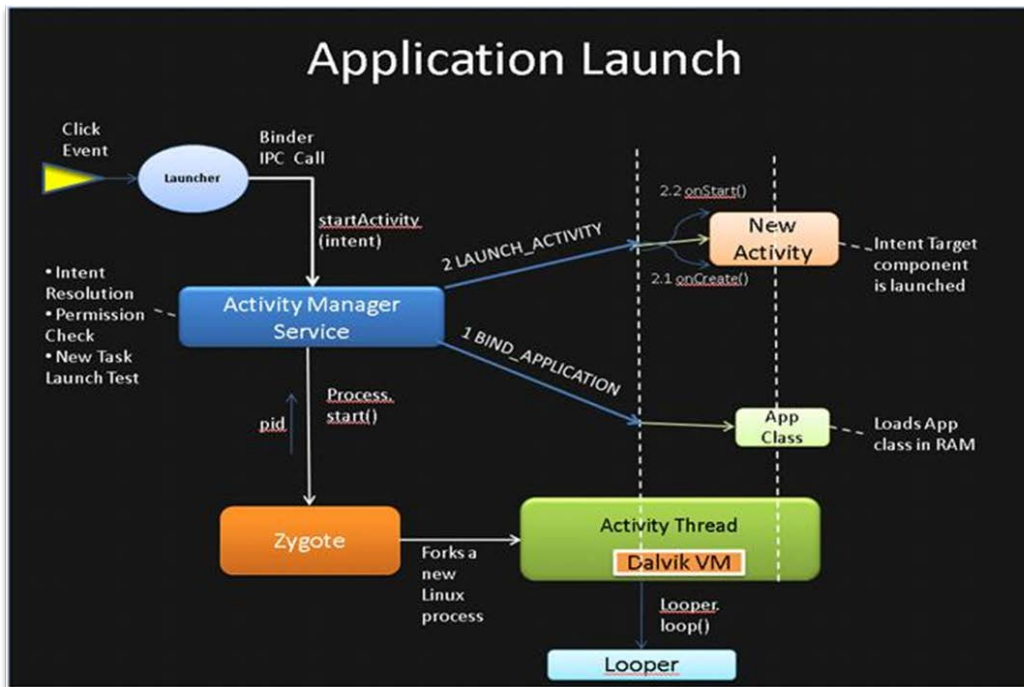 Application Launch
Click
Event
Launcher
Binder
IPC Call
startActivity
(intent)
• Intent
Resolution
• Permission
Check
• New Task
Launch Test
Activity Manager
Service
2 LAUNCH_ACTIVITY
2.2 onStart()
New
Activity
2.1 onCreate()
Intent Target
component
is launched
1 BIND_APPLICATION
App
Class
Loads App
class in RAM
pid
Process.
start()
Zygote
Forks a
new
Linux
process
Activity Thread
Dalvik VM
Looper.
loop()
Looper